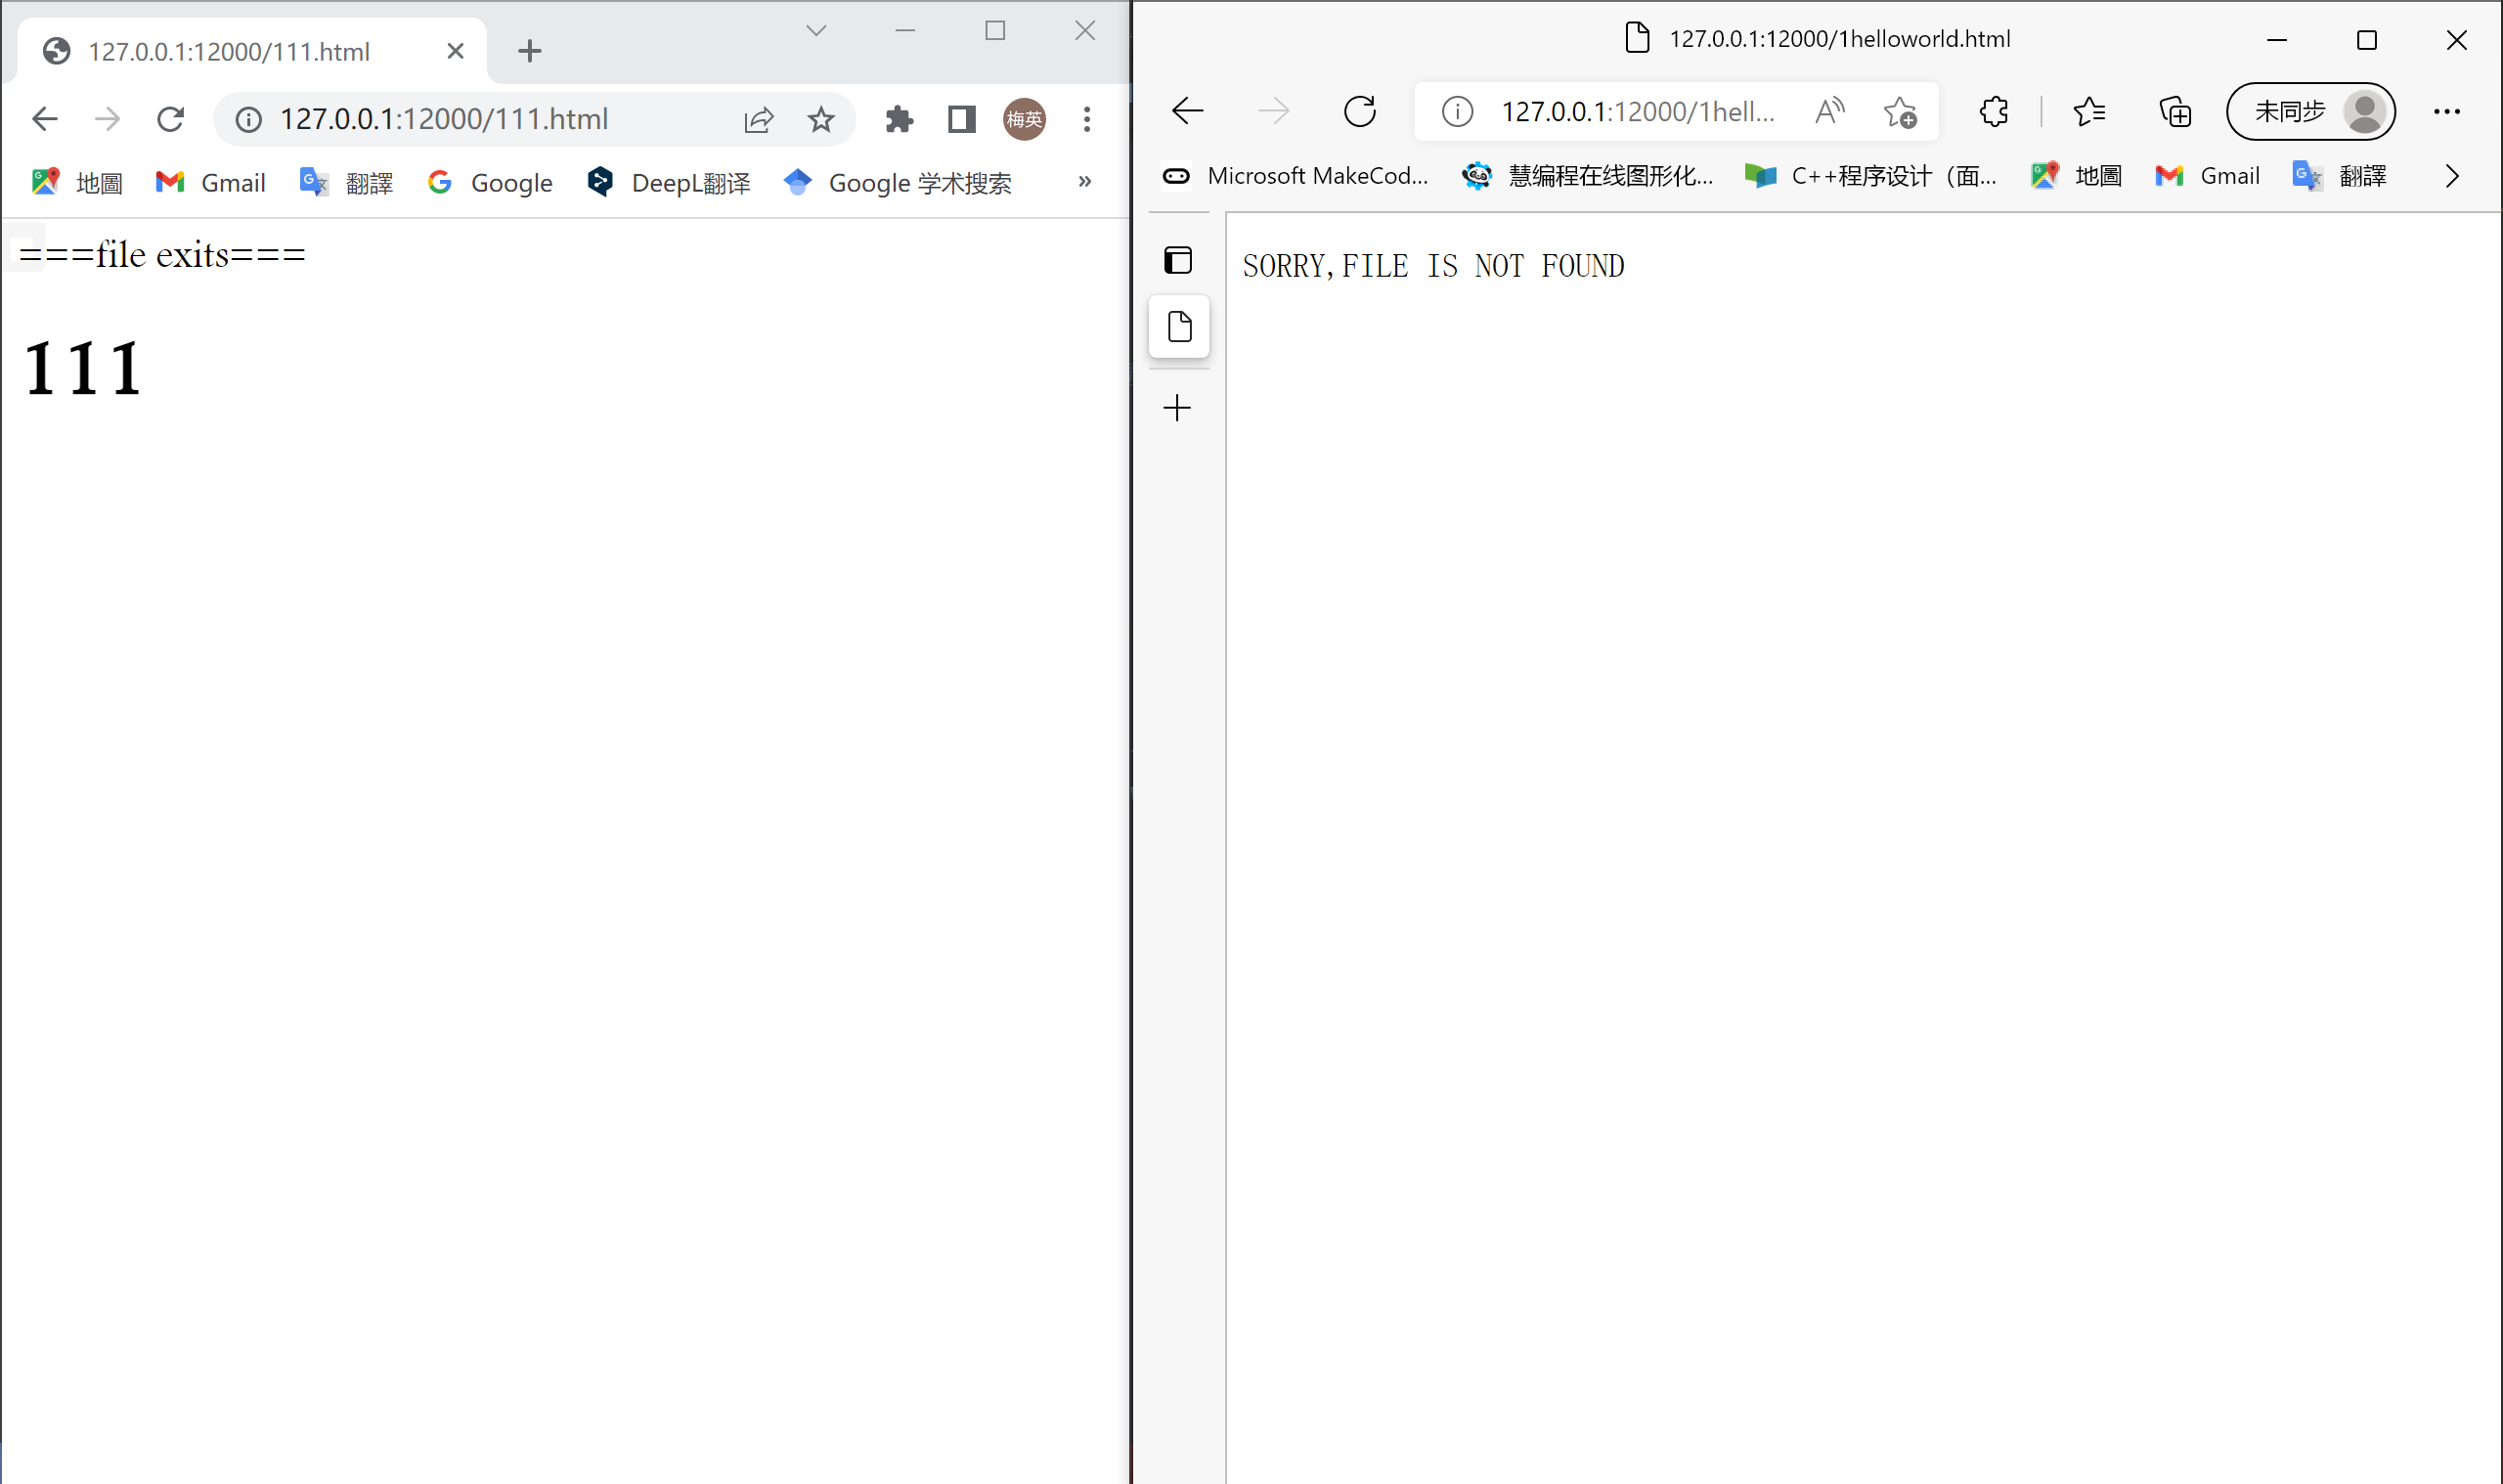 127.0.0.1:12000/111.html
127.0.0.1:12000/111.html
梅英
地圖 Gmail 翻譯 Google DeepL翻译 Google 学术搜索 »
===file exits===
111
127.0.0.1:12000/1helloworld.html
127.0.0.1:12000/1hell... 未同步
Microsoft MakeCod... 慧编程在线图形化... C++程序设计（面... 地圖 Gmail 翻譯
SORRY,FILE IS NOT FOUND